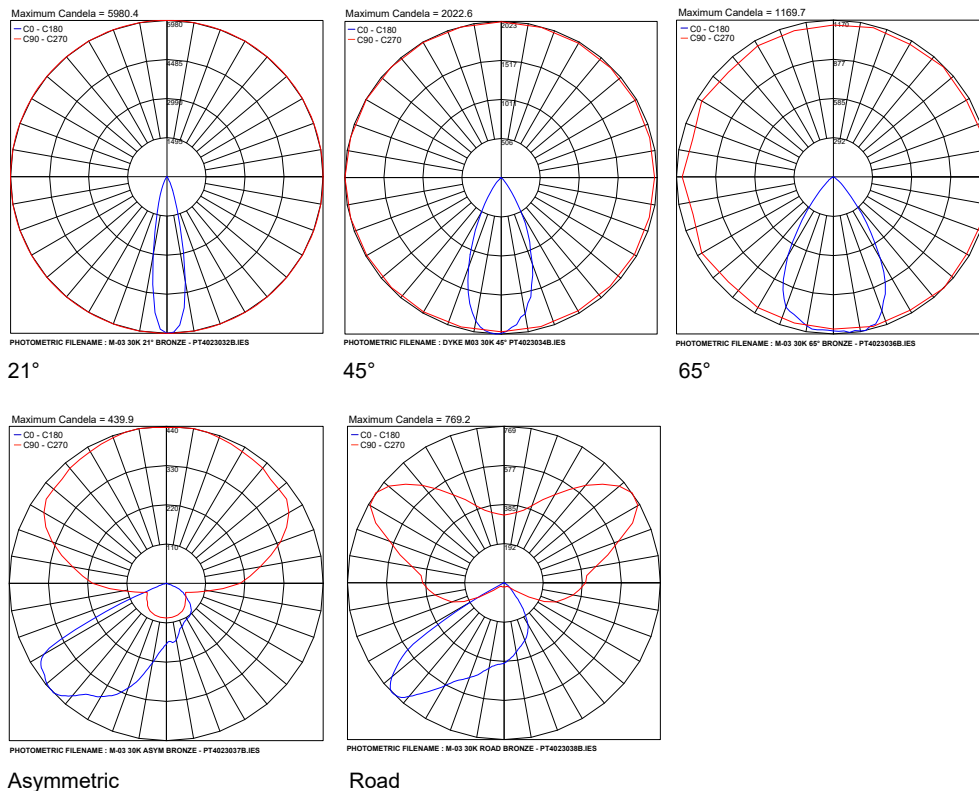 Maximum Candela = 5980.4
C0 - C180
C90 - C270
5980
4485
2990
1495
PHOTOMETRIC FILENAME : M-03 30K 21° BRONZE - PT4023032B.IES
21°
Maximum Candela = 2022.6
C0 - C180
C90 - C270
2023
1517
1011
506
PHOTOMETRIC FILENAME : DYKE M03 30K 45° PT4023034B.IES
45°
Maximum Candela = 1169.7
C0 - C180
C90 - C270
1170
877
585
292
PHOTOMETRIC FILENAME : M-03 30K 65° BRONZE - PT4023036B.IES
65°
Maximum Candela = 439.9
C0 - C180
C90 - C270
440
330
220
110
PHOTOMETRIC FILENAME : M-03 30K ASYM BRONZE - PT4023037B.IES
Asymmetric
Maximum Candela = 769.2
C0 - C180
C90 - C270
769
577
385
192
PHOTOMETRIC FILENAME : M-03 30K ROAD BRONZE - PT4023038B.IES
Road